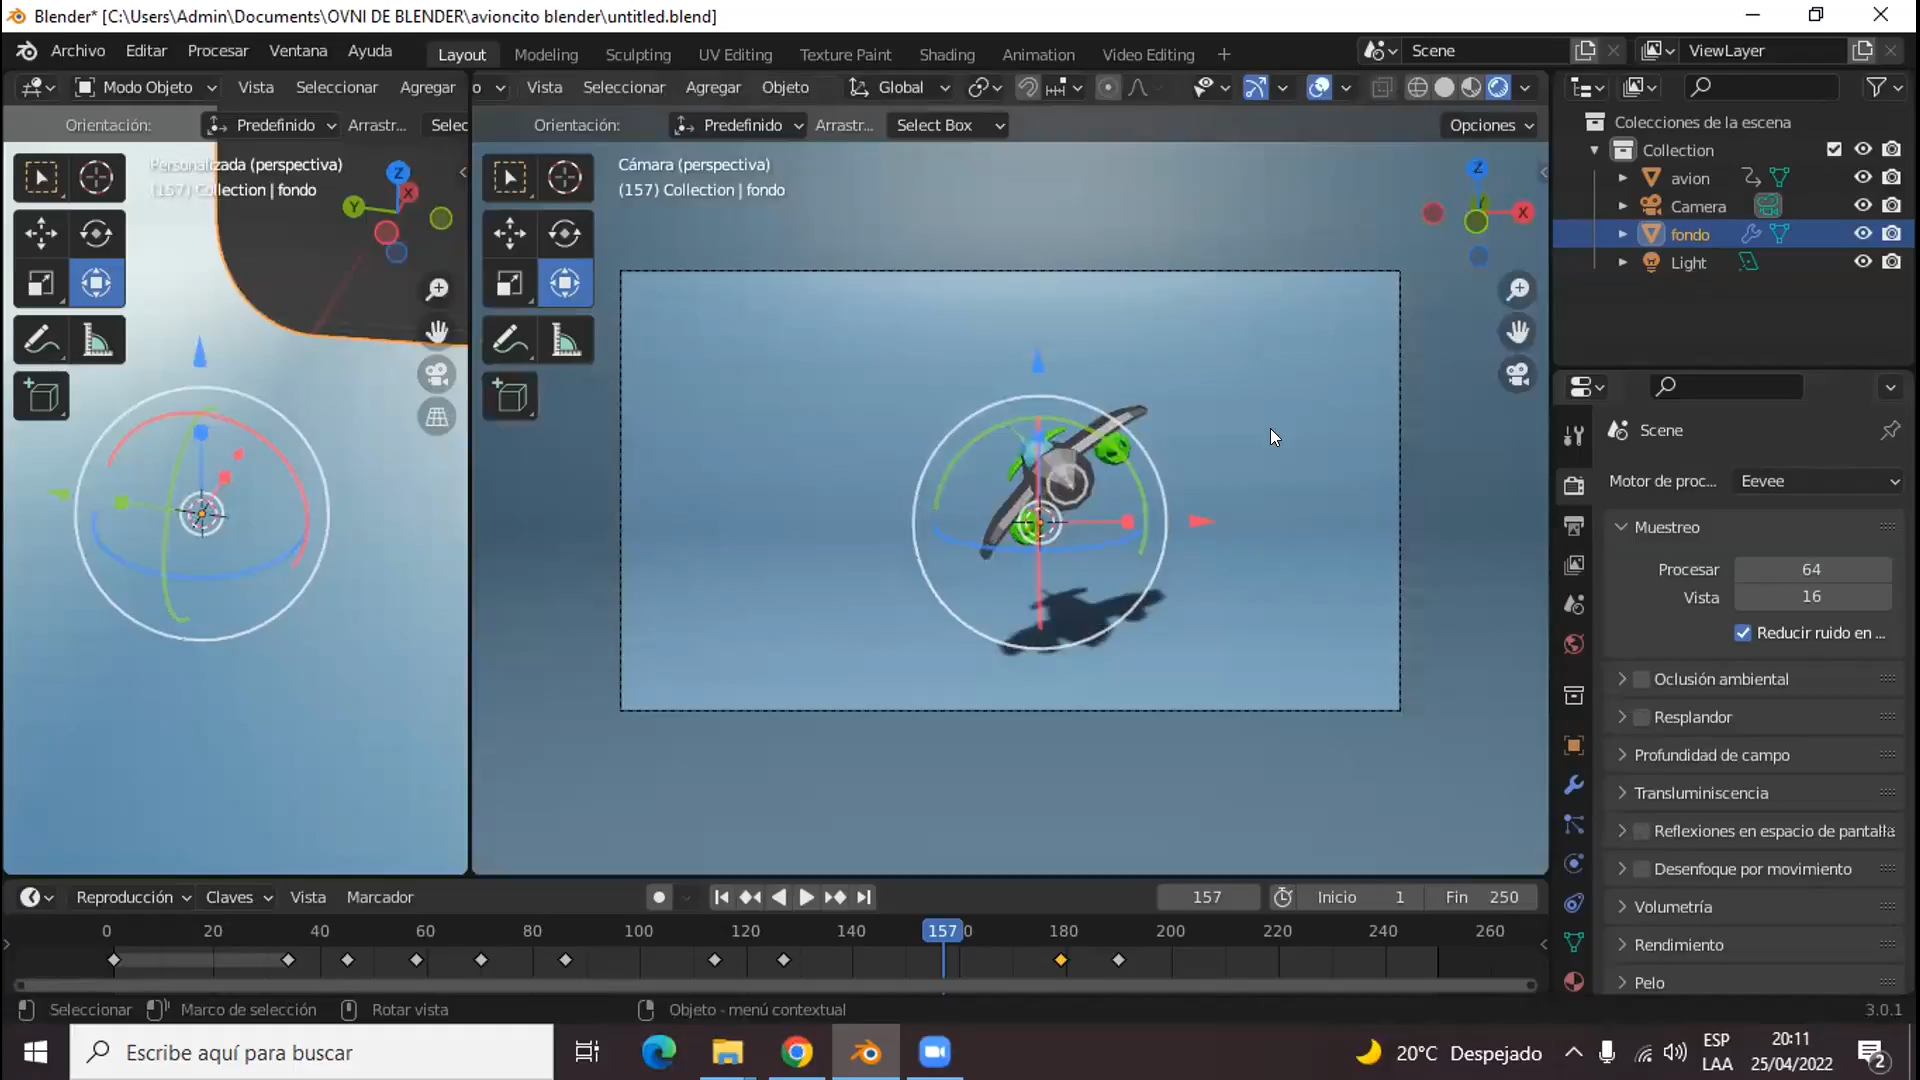 Blender* [C:\Users\Admin\Documents\OVNI DE BLENDER\avioncito blender\untitled.blend]
Archivo Editar Procesar Ventana Ayuda Layout Modeling Sculpting UV Editing Texture Paint Shading Animation Video Editing + Scene ViewLayer
Modo Objeto Vista Seleccionar Agregar o Vista Seleccionar Agregar Objeto Global
Orientación: Predefinido Arrastr... Selec Orientación: Predefinido Arrastr... Select Box Opciones
Personalizada (perspectiva)
(157) Collection | fondo
Z
X
Y
Cámara (perspectiva)
(157) Collection | fondo
Z
Y
X
Colecciones de la escena
Collection
avion
Camera
fondo
Light
Scene
Motor de proc... Eevee
Muestreo
Procesar 64
Vista 16
Reducir ruido en ...
Oclusión ambiental
Resplandor
Profundidad de campo
Transluminiscencia
Reflexiones en espacio de pantalla
Desenfoque por movimiento
Volumetría
Rendimiento
Pelo
Reproducción Claves Vista Marcador 157 Inicio 1 Fin 250
0 20 40 60 80 100 120 140 157 0 180 200 220 240 260
Seleccionar Marco de selección Rotar vista Objeto - menú contextual 3.0.1
Escribe aquí para buscar
20°C Despejado
ESP
LAA
20:11
25/04/2022
2